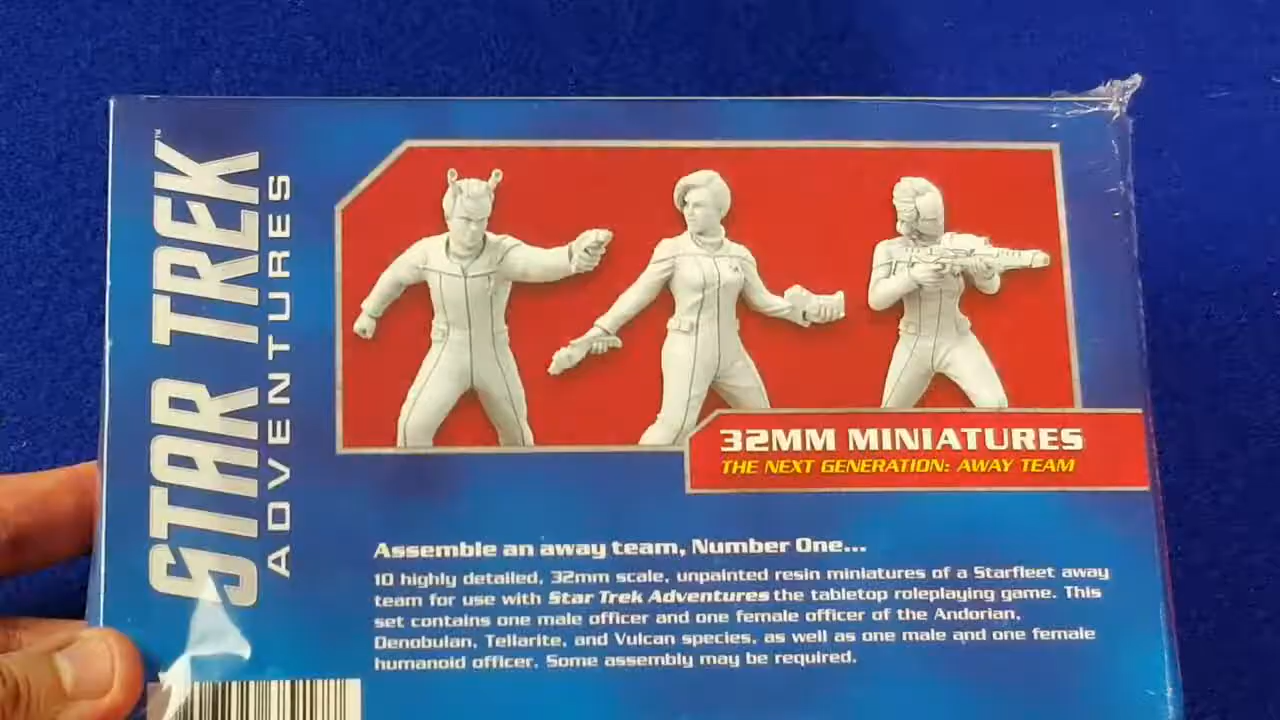 STAR TREK™
ADVENTURES
32MM MINIATURES
THE NEXT GENERATION: AWAY TEAM
Assemble an away team, Number One...
10 highly detailed, 32mm scale, unpainted resin miniatures of a Starfleet away
team for use with Star Trek Adventures the tabletop roleplaying game. This
set contains one male officer and one female officer of the Andorian,
Denobulan, Tellarite, and Vulcan species, as well as one male and one female
humanoid officer. Some assembly may be required.